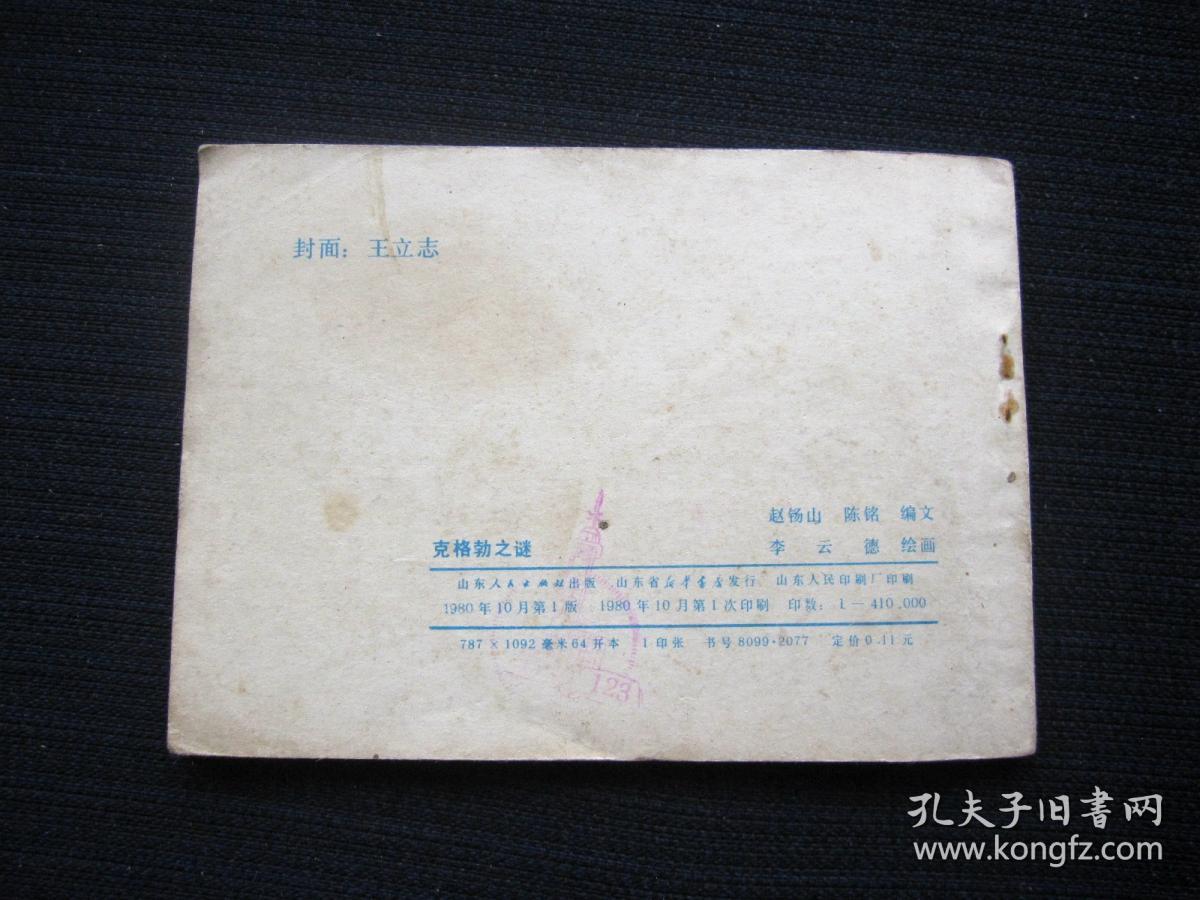 封面：王立志
赵钖山 陈铭 编文
克格勃之谜 李云德 绘画
山东人民出版社出版 山东省新华书店发行 山东人民印刷厂印刷
1980年10月第1版 1980年10月第1次印刷 印数：1—410,000
787×1092毫米64开本 1印张 书号8099·2077 定价0.11元
123
孔夫子旧書网
www.kongfz.com